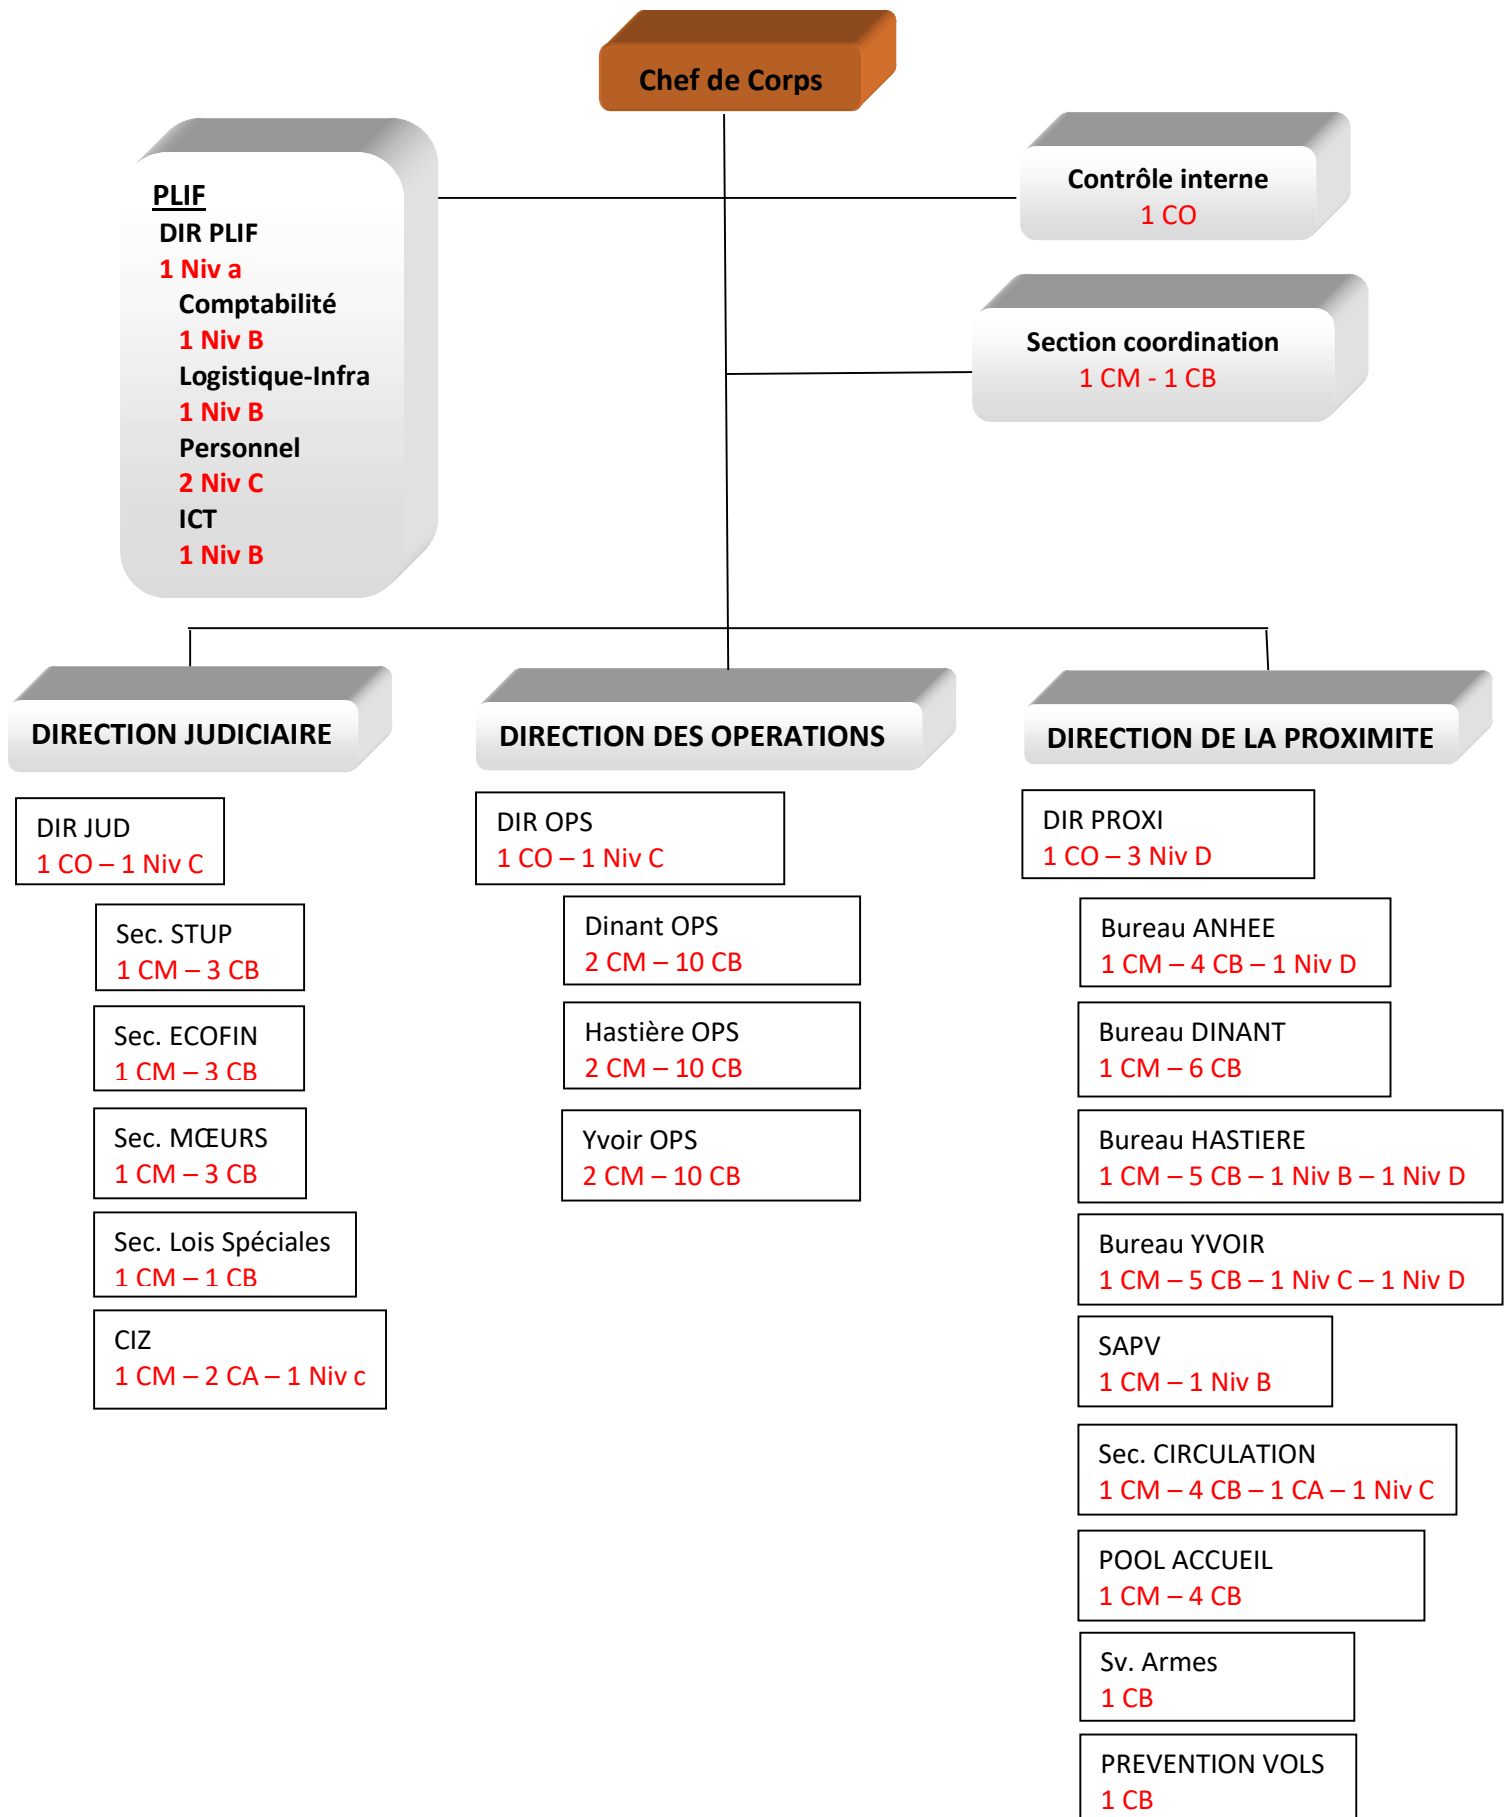 Chef de Corps
PLIF
DIR PLIF
1 Niv a
Comptabilité
1 Niv B
Logistique-Infra
1 Niv B
Personnel
2 Niv C
ICT
1 Niv B
Contrôle interne
1 CO
Section coordination
1 CM - 1 CB
DIRECTION JUDICIAIRE
DIR JUD
1 CO – 1 Niv C
Sec. STUP
1 CM – 3 CB
Sec. ECOFIN
1 CM – 3 CB
Sec. MŒURS
1 CM – 3 CB
Sec. Lois Spéciales
1 CM – 1 CB
CIZ
1 CM – 2 CA – 1 Niv c
DIRECTION DES OPERATIONS
DIR OPS
1 CO – 1 Niv C
Dinant OPS
2 CM – 10 CB
Hastière OPS
2 CM – 10 CB
Yvoir OPS
2 CM – 10 CB
DIRECTION DE LA PROXIMITE
DIR PROXI
1 CO – 3 Niv D
Bureau ANHEE
1 CM – 4 CB – 1 Niv D
Bureau DINANT
1 CM – 6 CB
Bureau HASTIERE
1 CM – 5 CB – 1 Niv B – 1 Niv D
Bureau YVOIR
1 CM – 5 CB – 1 Niv C – 1 Niv D
SAPV
1 CM – 1 Niv B
Sec. CIRCULATION
1 CM – 4 CB – 1 CA – 1 Niv C
POOL ACCUEIL
1 CM – 4 CB
Sv. Armes
1 CB
PREVENTION VOLS
1 CB